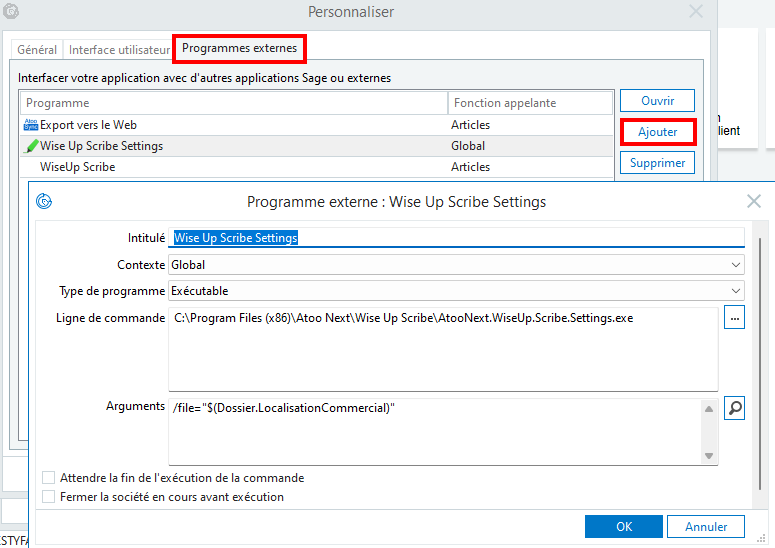 Personnaliser
Général Interface utilisateur Programmes externes
Interfacer votre application avec d'autres applications Sage ou externes
Programme Fonction appelante
Ouvrir
Atoo Sync Export vers le Web Articles
Ajouter
lient
Wise Up Scribe Settings Global
WiseUp Scribe Articles
Supprimer
Programme externe : Wise Up Scribe Settings
Intitulé Wise Up Scribe Settings
Contexte Global
Type de programme Exécutable
Ligne de commande C:\Program Files (x86)\Atoo Next\Wise Up Scribe\AtooNext.WiseUp.Scribe.Settings.exe
...
Arguments /file="$(Dossier.LocalisationCommercial)"
Attendre la fin de l'exécution de la commande
Fermer la société en cours avant exécution
OK Annuler
ESTYFA